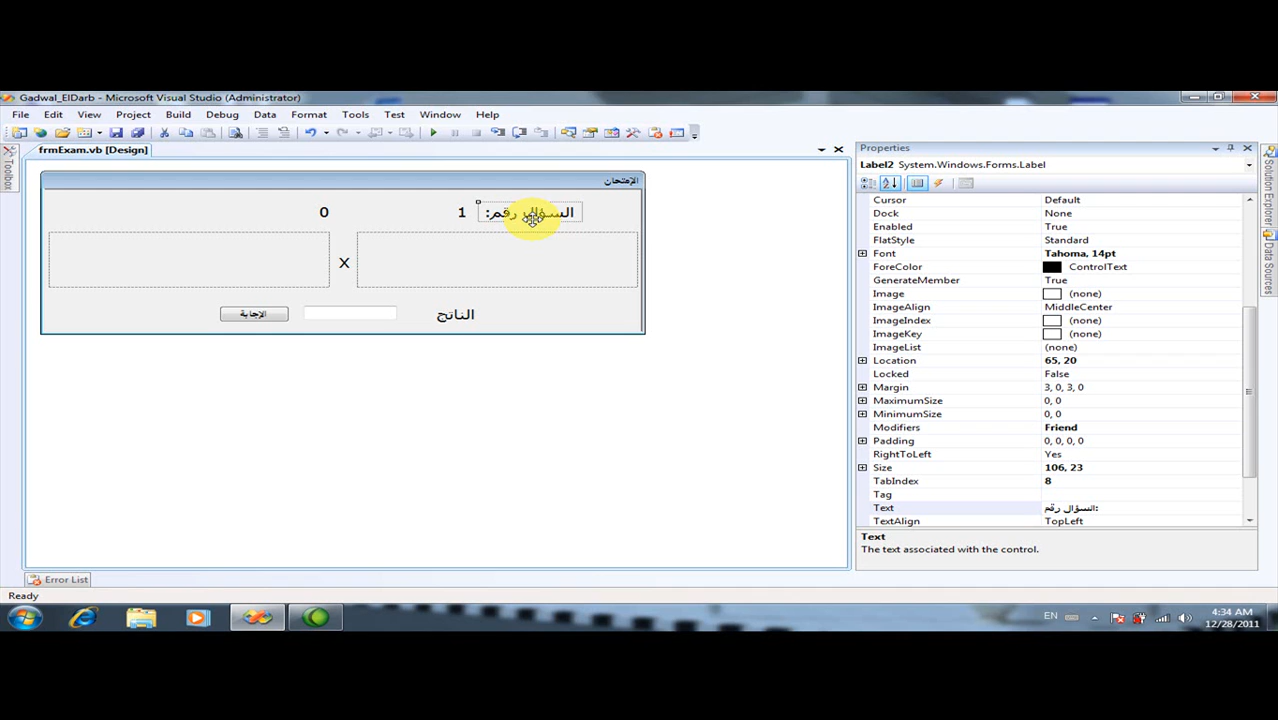 Gadwal_ElDarb - Microsoft Visual Studio (Administrator)
File Edit View Project Build Debug Data Format Tools Test Window Help
frmExam.vb [Design]
Toolbox
الإمتحان
السؤال رقم: 1 0
X
الناتج
الإجابة
Properties
Label2 System.Windows.Forms.Label
Cursor Default
Dock None
Enabled True
FlatStyle Standard
Font Tahoma, 14pt
ForeColor ControlText
GenerateMember True
Image (none)
ImageAlign MiddleCenter
ImageIndex (none)
ImageKey (none)
ImageList (none)
Location 65, 20
Locked False
Margin 3, 0, 3, 0
MaximumSize 0, 0
MinimumSize 0, 0
Modifiers Friend
Padding 0, 0, 0, 0
RightToLeft Yes
Size 106, 23
TabIndex 8
Tag
Text السؤال رقم:
TextAlign TopLeft
Text
The text associated with the control.
Solution Explorer
Data Sources
Error List
Ready
EN
4:34 AM
12/28/2011